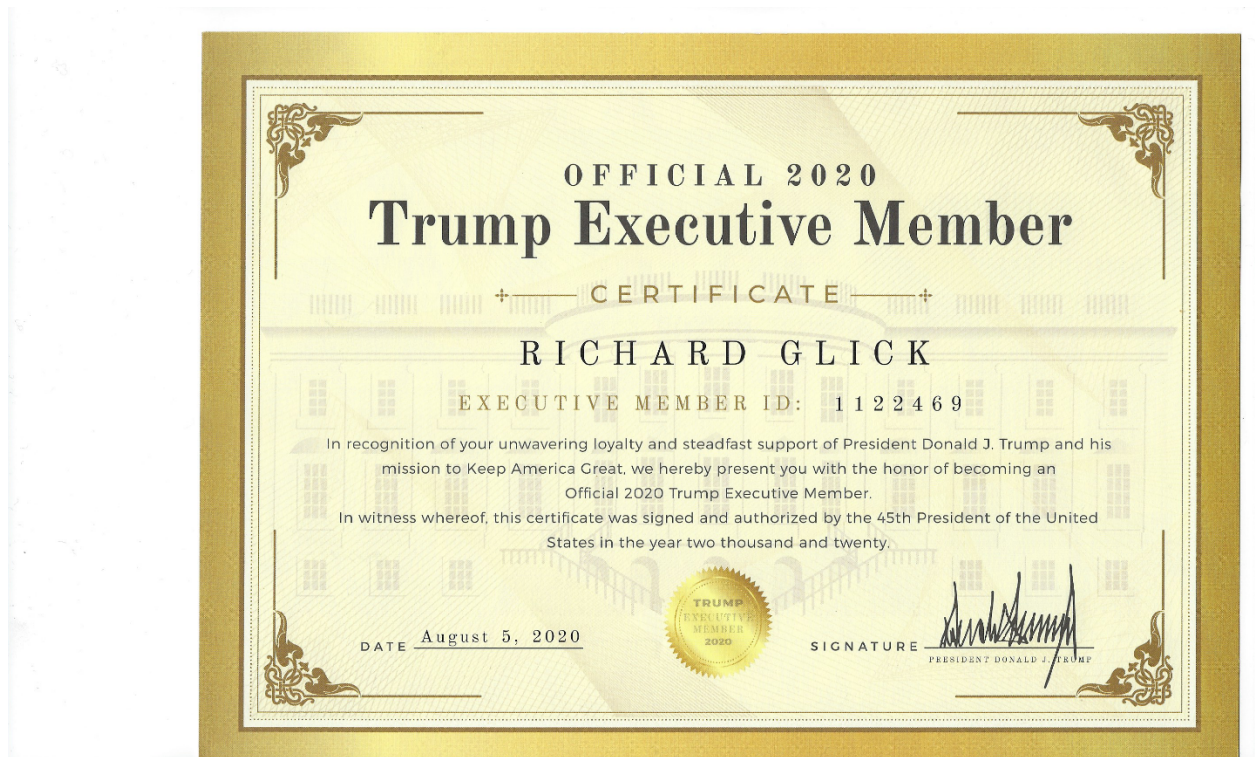 OFFICIAL 2020
Trump Executive Member
CERTIFICATE
RICHARD GLICK
EXECUTIVE MEMBER ID: 1122469
In recognition of your unwavering loyalty and steadfast support of President Donald J. Trump and his
mission to Keep America Great, we hereby present you with the honor of becoming an
Official 2020 Trump Executive Member.
In witness whereof, this certificate was signed and authorized by the 45th President of the United
States in the year two thousand and twenty.
TRUMP
EXECUTIVE
MEMBER
2020
DATE August 5, 2020
SIGNATURE
PRESIDENT DONALD J. TRUMP